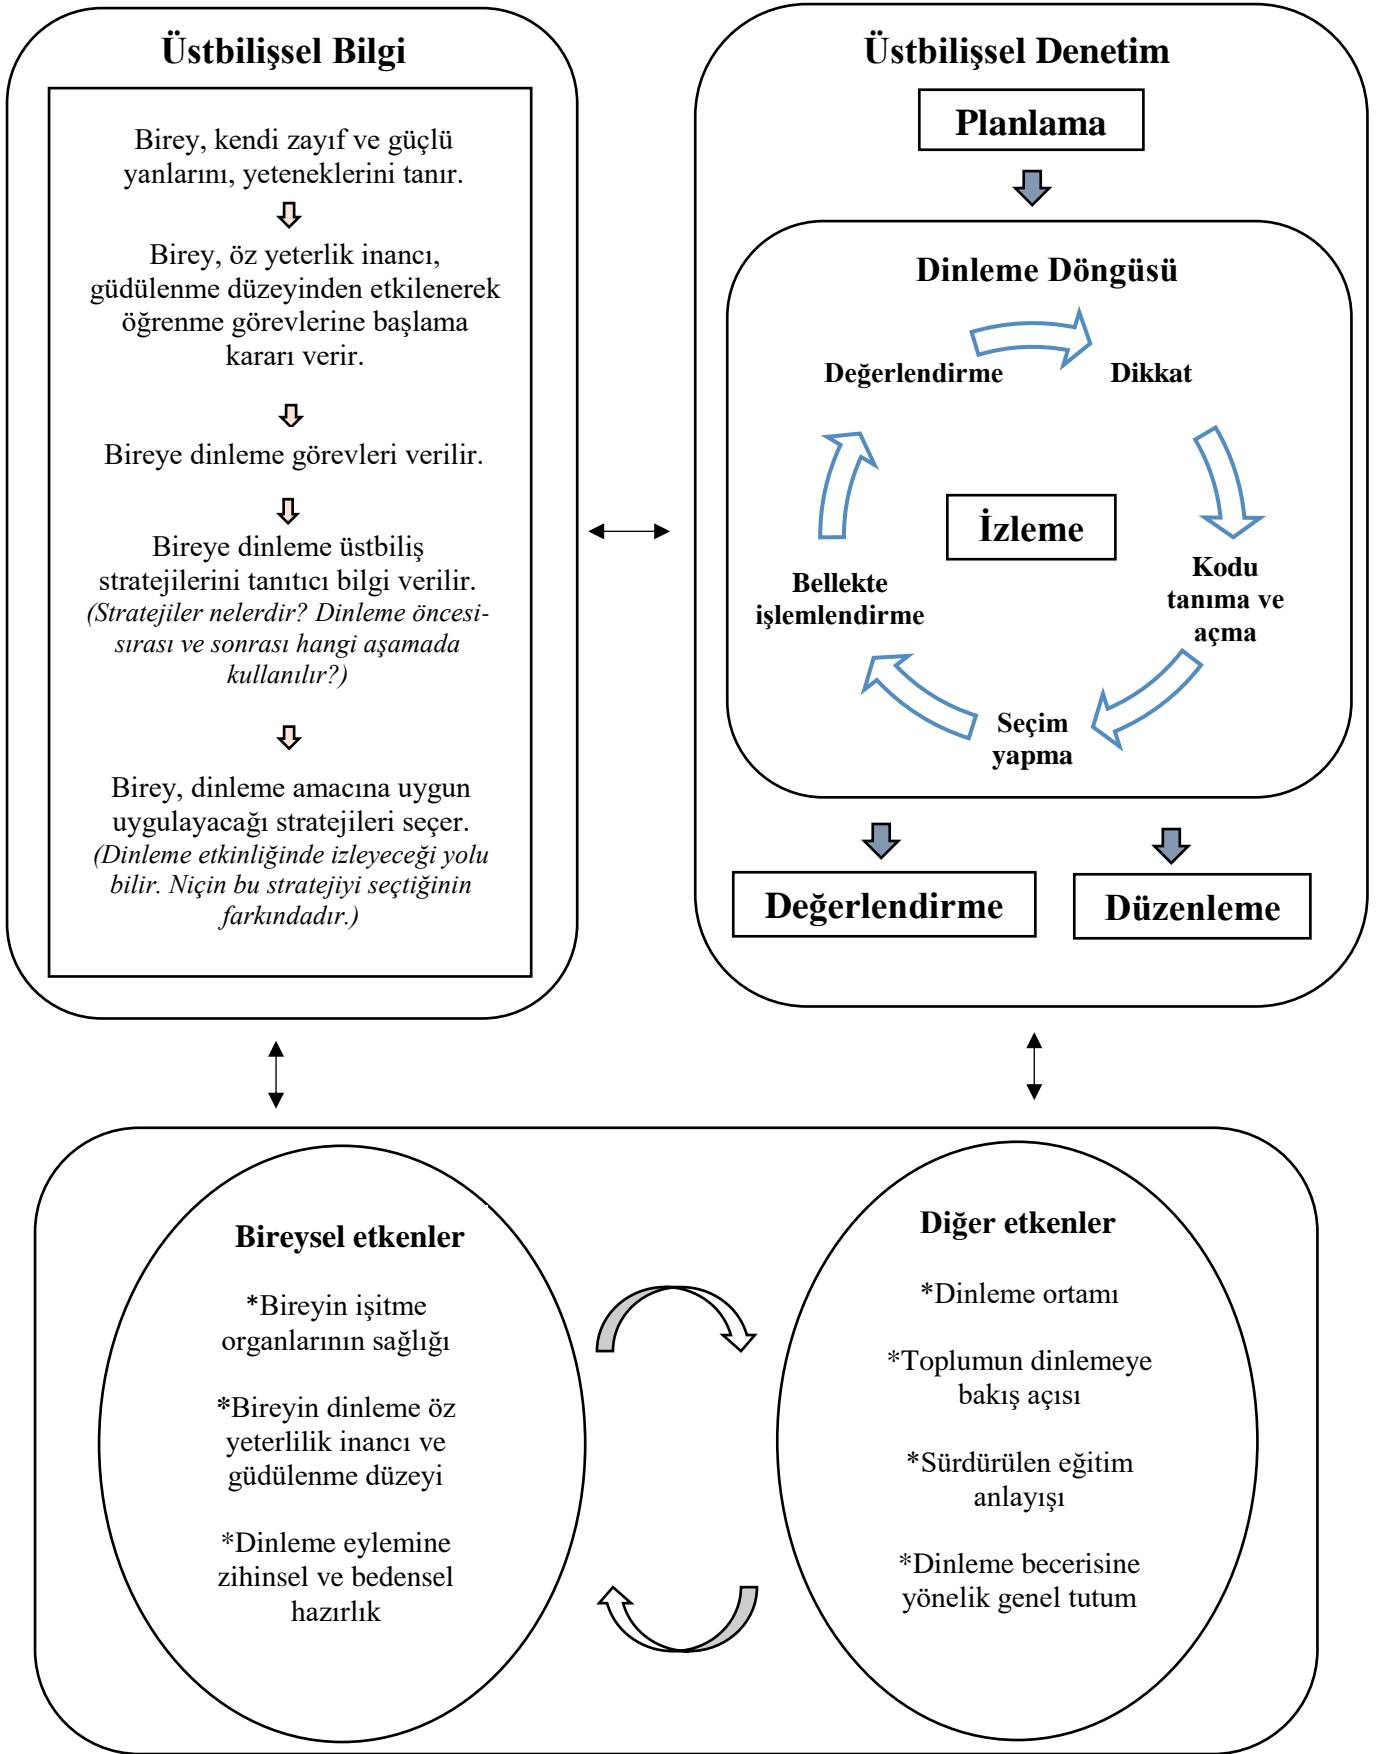 Üstbilişsel Bilgi
Birey, kendi zayıf ve güçlü
yanlarını, yeteneklerini tanır.
Birey, öz yeterlik inancı,
güdülenme düzeyinden etkilenerek
öğrenme görevlerine başlama
kararı verir.
Bireye dinleme görevleri verilir.
Bireye dinleme üstbiliş
stratejilerini tanıtıcı bilgi verilir.
(Stratejiler nelerdir? Dinleme öncesi-
sırası ve sonrası hangi aşamada
kullanılır?)
Birey, dinleme amacına uygun
uygulayacağı stratejileri seçer.
(Dinleme etkinliğinde izleyeceği yolu
bilir. Niçin bu stratejiyi seçtiğinin
farkındadır.)
Üstbilişsel Denetim
Planlama
Dinleme Döngüsü
Değerlendirme
Dikkat
İzleme
Kodu
tanıma ve
açma
Bellekte
işlemlendirme
Seçim
yapma
Değerlendirme
Düzenleme
Bireysel etkenler
*Bireyin işitme
organlarının sağlığı
*Bireyin dinleme öz
yeterlilik inancı ve
güdülenme düzeyi
*Dinleme eylemine
zihinsel ve bedensel
hazırlık
Diğer etkenler
*Dinleme ortamı
*Toplumun dinlemeye
bakış açısı
*Sürdürülen eğitim
anlayışı
*Dinleme becerisine
yönelik genel tutum